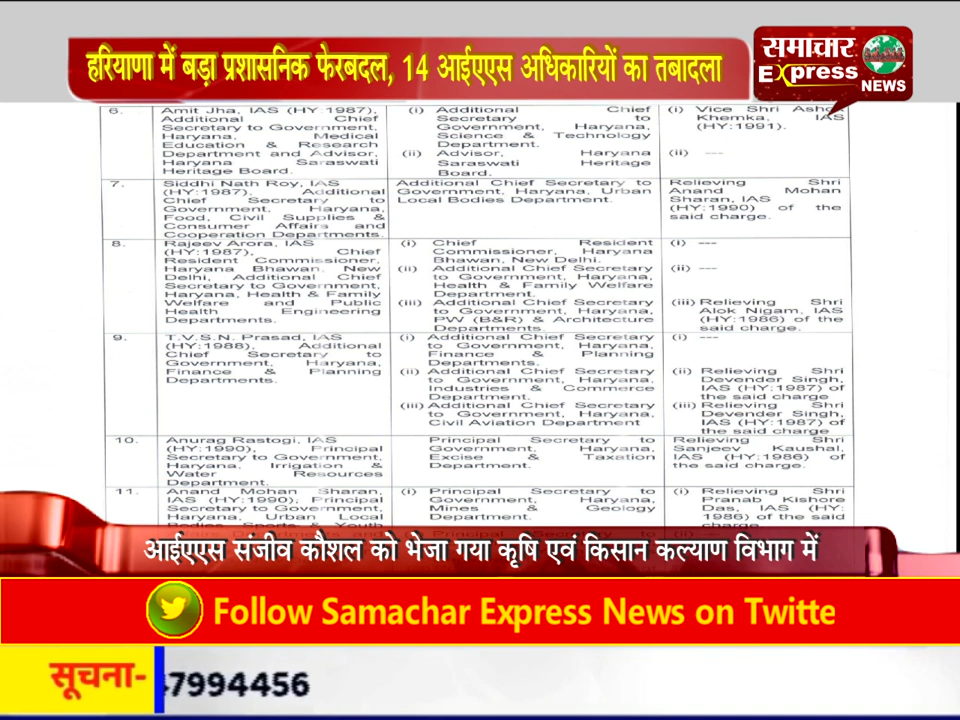 हरियाणा में बड़ा प्रशासनिक फेरबदल, 14 आईएएस अधिकारियों का तबादला
समाचार
Express
NEWS
6.
Amit Jha, IAS (HY:1987),
Additional Chief
Secretary to Government,
Haryana, Medical
Education & Research
Department and Advisor,
Haryana Saraswati
Heritage Board.
(i) Additional Chief
Secretary to
Government, Haryana,
Science & Technology
Department.
(ii) Advisor, Haryana
Saraswati Heritage
Board.
(i) Vice Shri Ashok
Khemka, IAS
(HY:1991).
(ii) ---
7.
Siddhi Nath Roy, IAS
(HY:1987), Additional
Chief Secretary to
Government, Haryana,
Food, Civil Supplies &
Consumer Affairs and
Cooperation Departments.
Additional Chief Secretary to
Government, Haryana, Urban
Local Bodies Department.
Relieving Shri
Anand Mohan
Sharan, IAS
(HY:1990) of the
said charge.
8.
Rajeev Arora, IAS
(HY:1987), Chief
Resident Commissioner,
Haryana Bhawan, New
Delhi, Additional Chief
Secretary to Government,
Haryana, Health & Family
Welfare and Public
Health Engineering
Departments.
(i) Chief Resident
Commissioner, Haryana
Bhawan, New Delhi.
(ii) Additional Chief Secretary
to Government, Haryana,
Health & Family Welfare
Department.
(iii) Additional Chief Secretary
to Government, Haryana,
PW (B&R) & Architecture
Departments.
(i) ---
(ii) ---
(iii) Relieving Shri
Alok Nigam, IAS
(HY:1986) of the
said charge.
9.
T.V.S.N. Prasad, IAS
(HY:1988), Additional
Chief Secretary to
Government, Haryana,
Finance & Planning
Departments.
(i) Additional Chief Secretary
to Government, Haryana,
Finance & Planning
Departments.
(ii) Additional Chief Secretary
to Government, Haryana,
Industries & Commerce
Department.
(iii) Additional Chief Secretary
to Government, Haryana,
Civil Aviation Department
(i) ---
(ii) Relieving Shri
Devender Singh,
IAS (HY:1987) of
the said charge
(iii) Relieving Shri
Devender Singh,
IAS (HY:1987) of
the said charge
10.
Anurag Rastogi, IAS
(HY:1990), Principal
Secretary to Government,
Haryana, Irrigation &
Water Resources
Department.
Principal Secretary to
Government, Haryana,
Excise & Taxation
Department.
Relieving Shri
Sanjeev Kaushal,
IAS (HY:1986) of
the said charge.
11.
Anand Mohan Sharan,
IAS (HY:1990), Principal
Secretary to Government,
Haryana, Urban Local
Bodies, Sports & Youth
(i) Principal Secretary to
Government, Haryana,
Mines & Geology
Department.
(i) Relieving Shri
Pranab Kishore
Das, IAS (HY:
1986) of the said
charge
आईएएस संजीव कौशल को भेजा गया कृषि एवं किसान कल्याण विभाग में
Follow Samachar Express News on Twitte
सूचना- 47994456